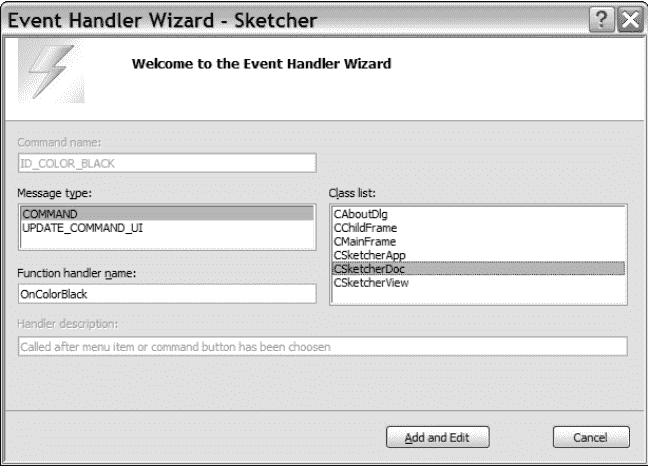 Event Handler Wizard - Sketcher
Welcome to the Event Handler Wizard
Command name:
ID_COLOR_BLACK
Message type:
COMMAND
UPDATE_COMMAND_UI
Class list:
CAboutDlg
CChildFrame
CMainFrame
CSketcherApp
CSketcherDoc
CSketcherView
Function handler name:
OnColorBlack
Handler description:
Called after menu item or command button has been choosen
Add and Edit
Cancel